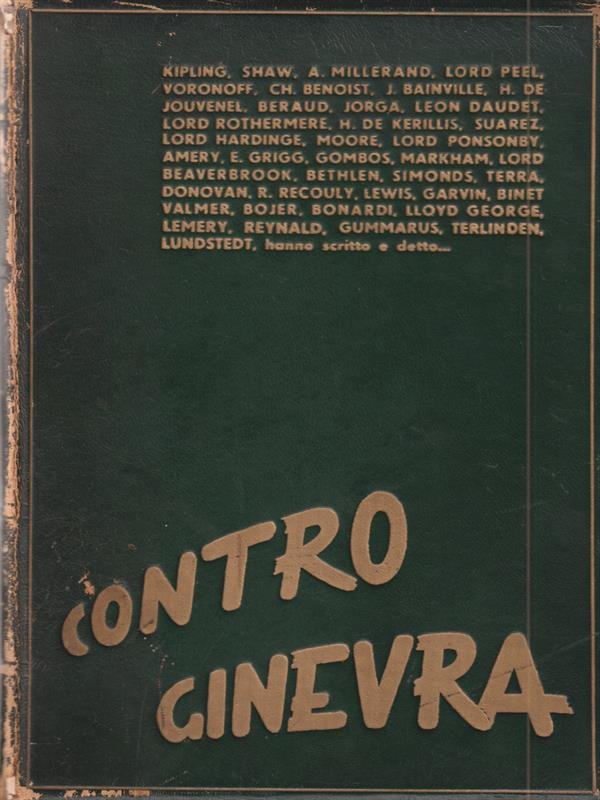 KIPLING, SHAW, A. MILLERAND, LORD PEEL,
VORONOFF, CH. BENOIST, J. BAINVILLE, H. DE
JOUVENEL, BERAUD, JORGA, LEON DAUDET,
LORD ROTHERMERE, H. DE KERILLIS, SUAREZ,
LORD HARDINGE, MOORE, LORD PONSONBY,
AMERY, E. GRIGG, GOMBOS, MARKHAM, LORD
BEAVERBROOK, BETHLEN, SIMONDS, TERRA,
DONOVAN, R. RECOULY, LEWIS, GARVIN, BINET
VALMER, BOJER, BONARDI, LLOYD GEORGE,
LEMERY, REYNALD, GUMMARUS, TERLINDEN,
LUNDSTEDT, hanno scritto e detto...
CONTRO
GINEVRA